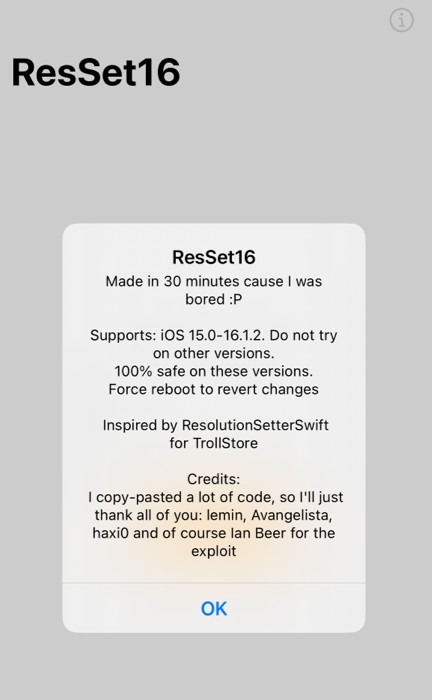 ResSet16
ResSet16
Made in 30 minutes cause I was
bored :P
Supports: iOS 15.0-16.1.2. Do not try
on other versions.
100% safe on these versions.
Force reboot to revert changes
Inspired by ResolutionSetterSwift
for TrollStore
Credits:
I copy-pasted a lot of code, so I'll just
thank all of you: lemin, Avangelista,
haxi0 and of course Ian Beer for the
exploit
OK